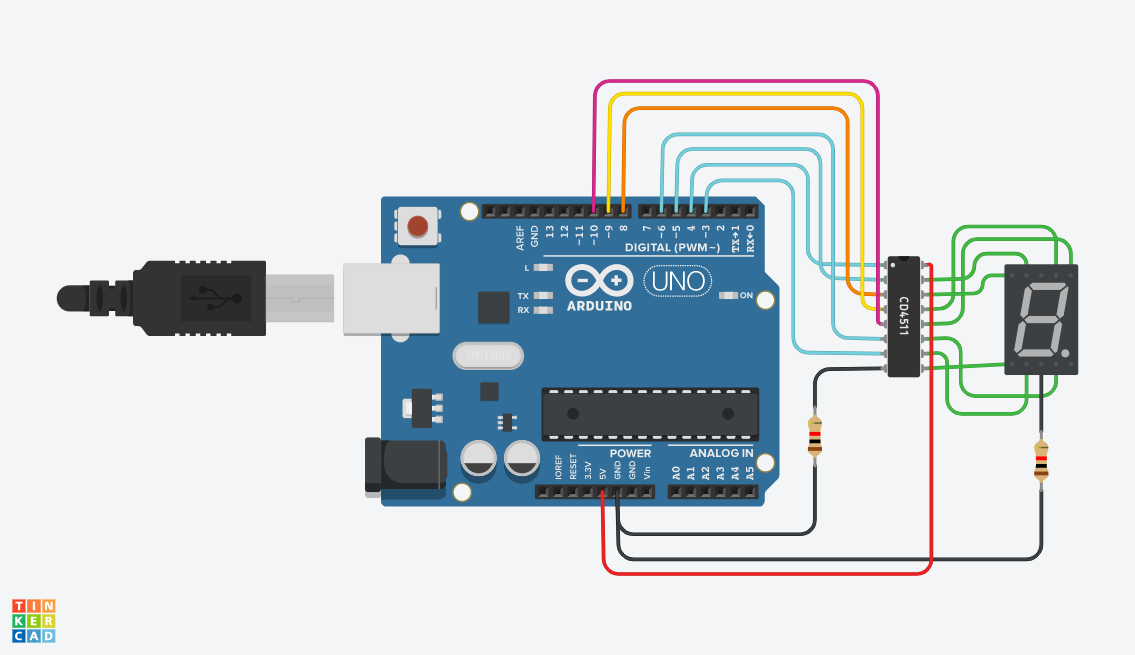 AREF
GND
13
12
~11
~10
~9
8
7
~6
~5
4
~3
2
TX→1
RX←0
DIGITAL (PWM~)
L
TX
RX
ARDUINO
UNO
ON
CD4511
IOREF
RESET
3.3V
5V
GND
GND
Vin
POWER
ANALOG IN
A0
A1
A2
A3
A4
A5
TIN
KER
CAD